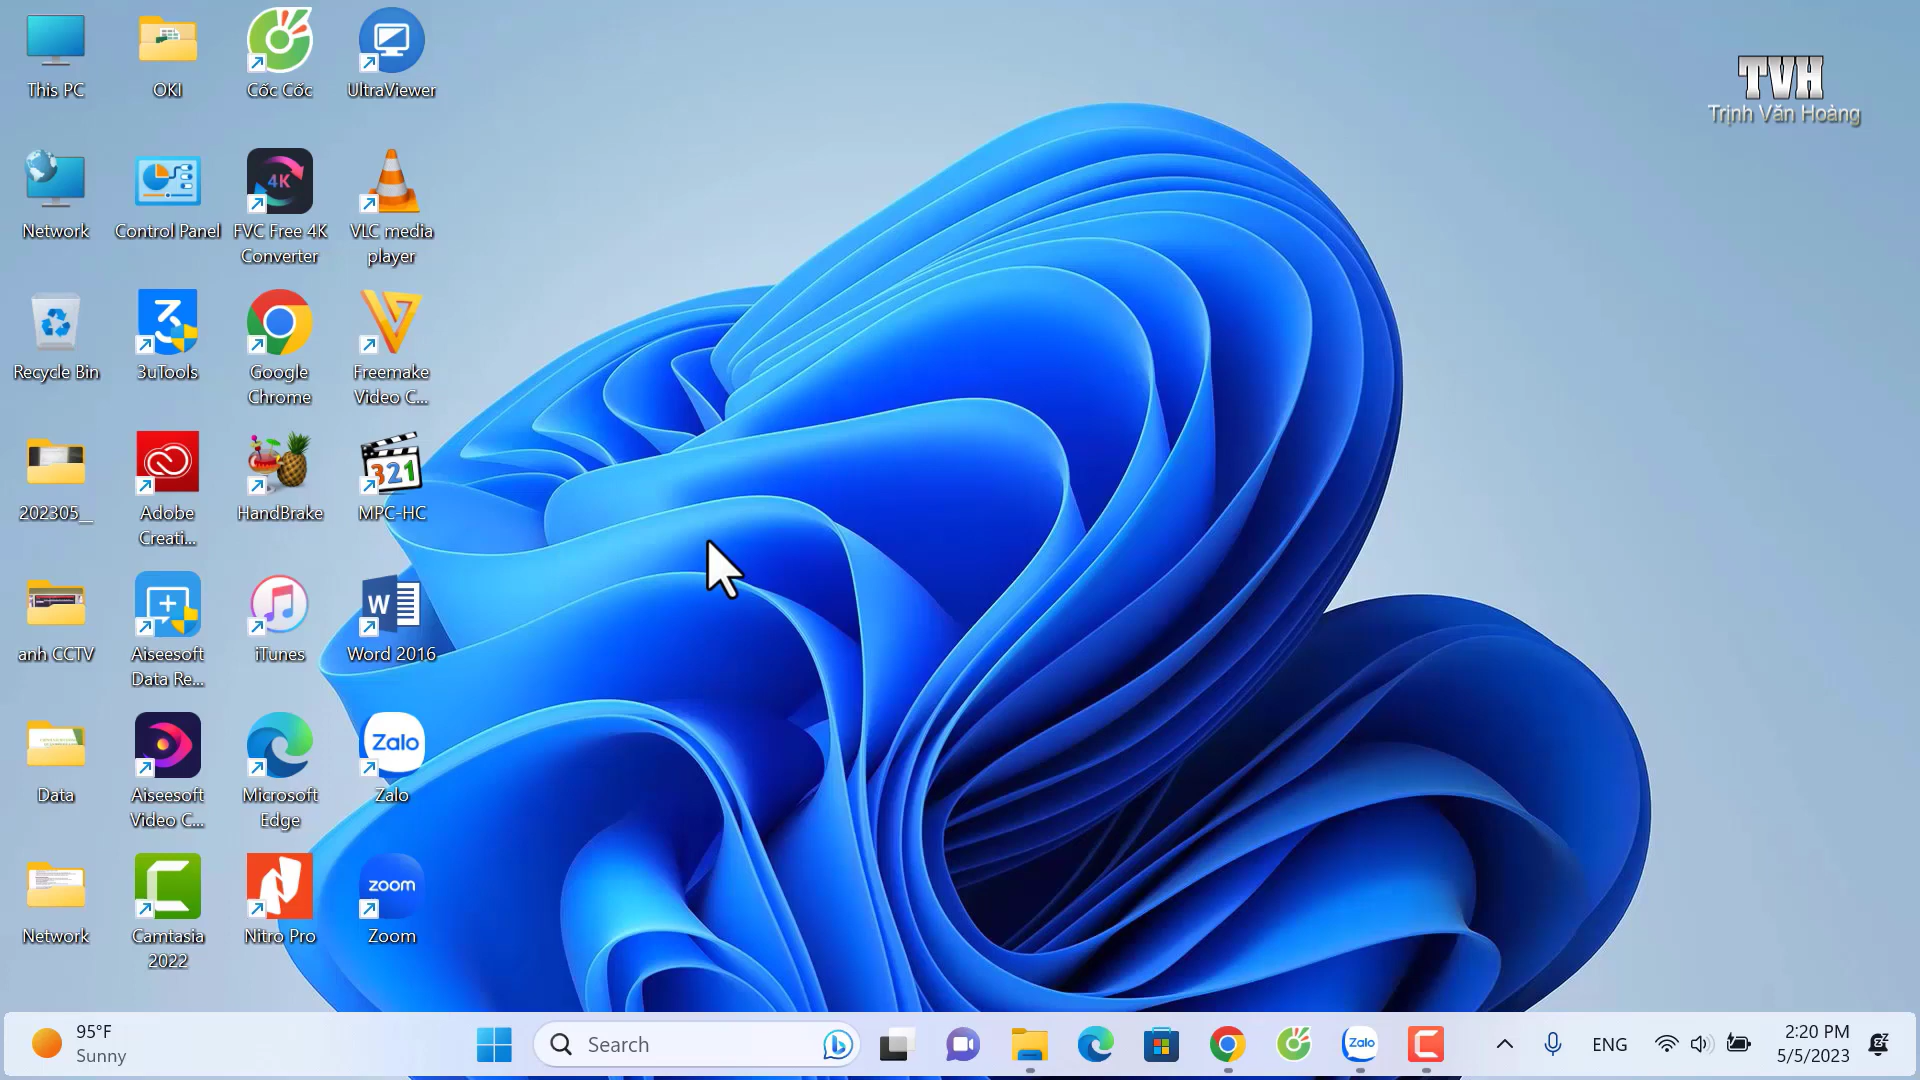 This PC
OKI
Cốc Cốc
UltraViewer
TVH
Trịnh Văn Hoàng
Network
Control Panel
4K
FVC Free 4K
Converter
VLC media
player
Recycle Bin
3uTools
Google
Chrome
Freemake
Video C...
321
202305__
Adobe
Creati...
HandBrake
MPC-HC
W
anh CCTV
Aiseesoft
Data Re...
iTunes
Word 2016
Zalo
Data
Aiseesoft
Video C...
Microsoft
Edge
Zalo
zoom
Network
Camtasia
2022
Nitro Pro
Zoom
95°F
Sunny
Search
Zalo
ENG
2:20 PM
5/5/2023